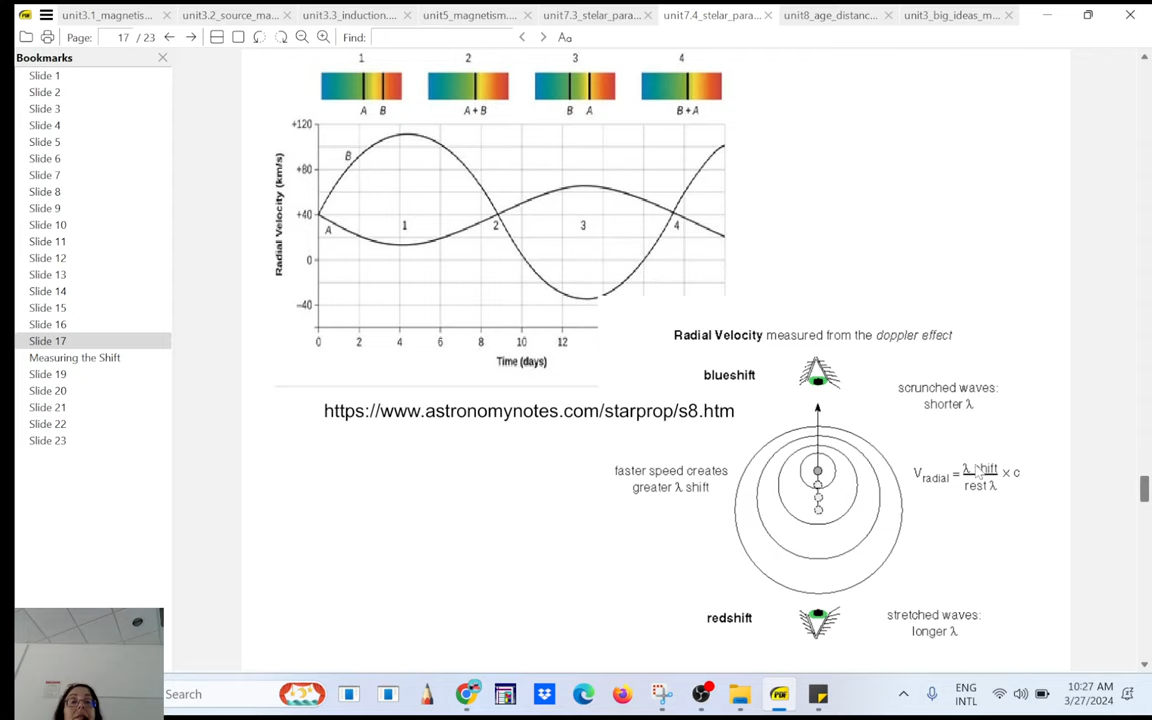 unit3.1_magnetis...
unit3.2_source_ma...
unit3.3_induction....
unit5_magnetism....
unit7.3_stelar_para...
unit7.4_stelar_para...
unit8_age_distanc...
unit3_big_ideas_m...
Page: 17 / 23
Find:
Aa
Bookmarks
Slide 1
Slide 2
Slide 3
Slide 4
Slide 5
Slide 6
Slide 7
Slide 8
Slide 9
Slide 10
Slide 11
Slide 12
Slide 13
Slide 14
Slide 15
Slide 16
Slide 17
Measuring the Shift
Slide 19
Slide 20
Slide 21
Slide 22
Slide 23
1 2 3 4
A B A + B B A B + A
Radial Velocity (km/s)
+120
+80
+40
0
−40
B
A
1 2 3 4
0 2 4 6 8 10 12
Time (days)
https://www.astronomynotes.com/starprop/s8.htm
Radial Velocity measured from the doppler effect
blueshift
scrunched waves:
shorter λ
faster speed creates
greater λ shift
V radial = λ shift / rest λ × c
redshift
stretched waves:
longer λ
Search
PDF
ENG
INTL
10:27 AM
3/27/2024